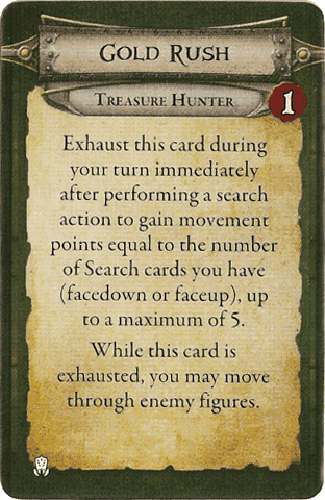 Gold Rush
Treasure Hunter
1
Exhaust this card during
your turn immediately
after performing a search
action to gain movement
points equal to the number
of Search cards you have
(facedown or faceup), up
to a maximum of 5.
While this card is
exhausted, you may move
through enemy figures.